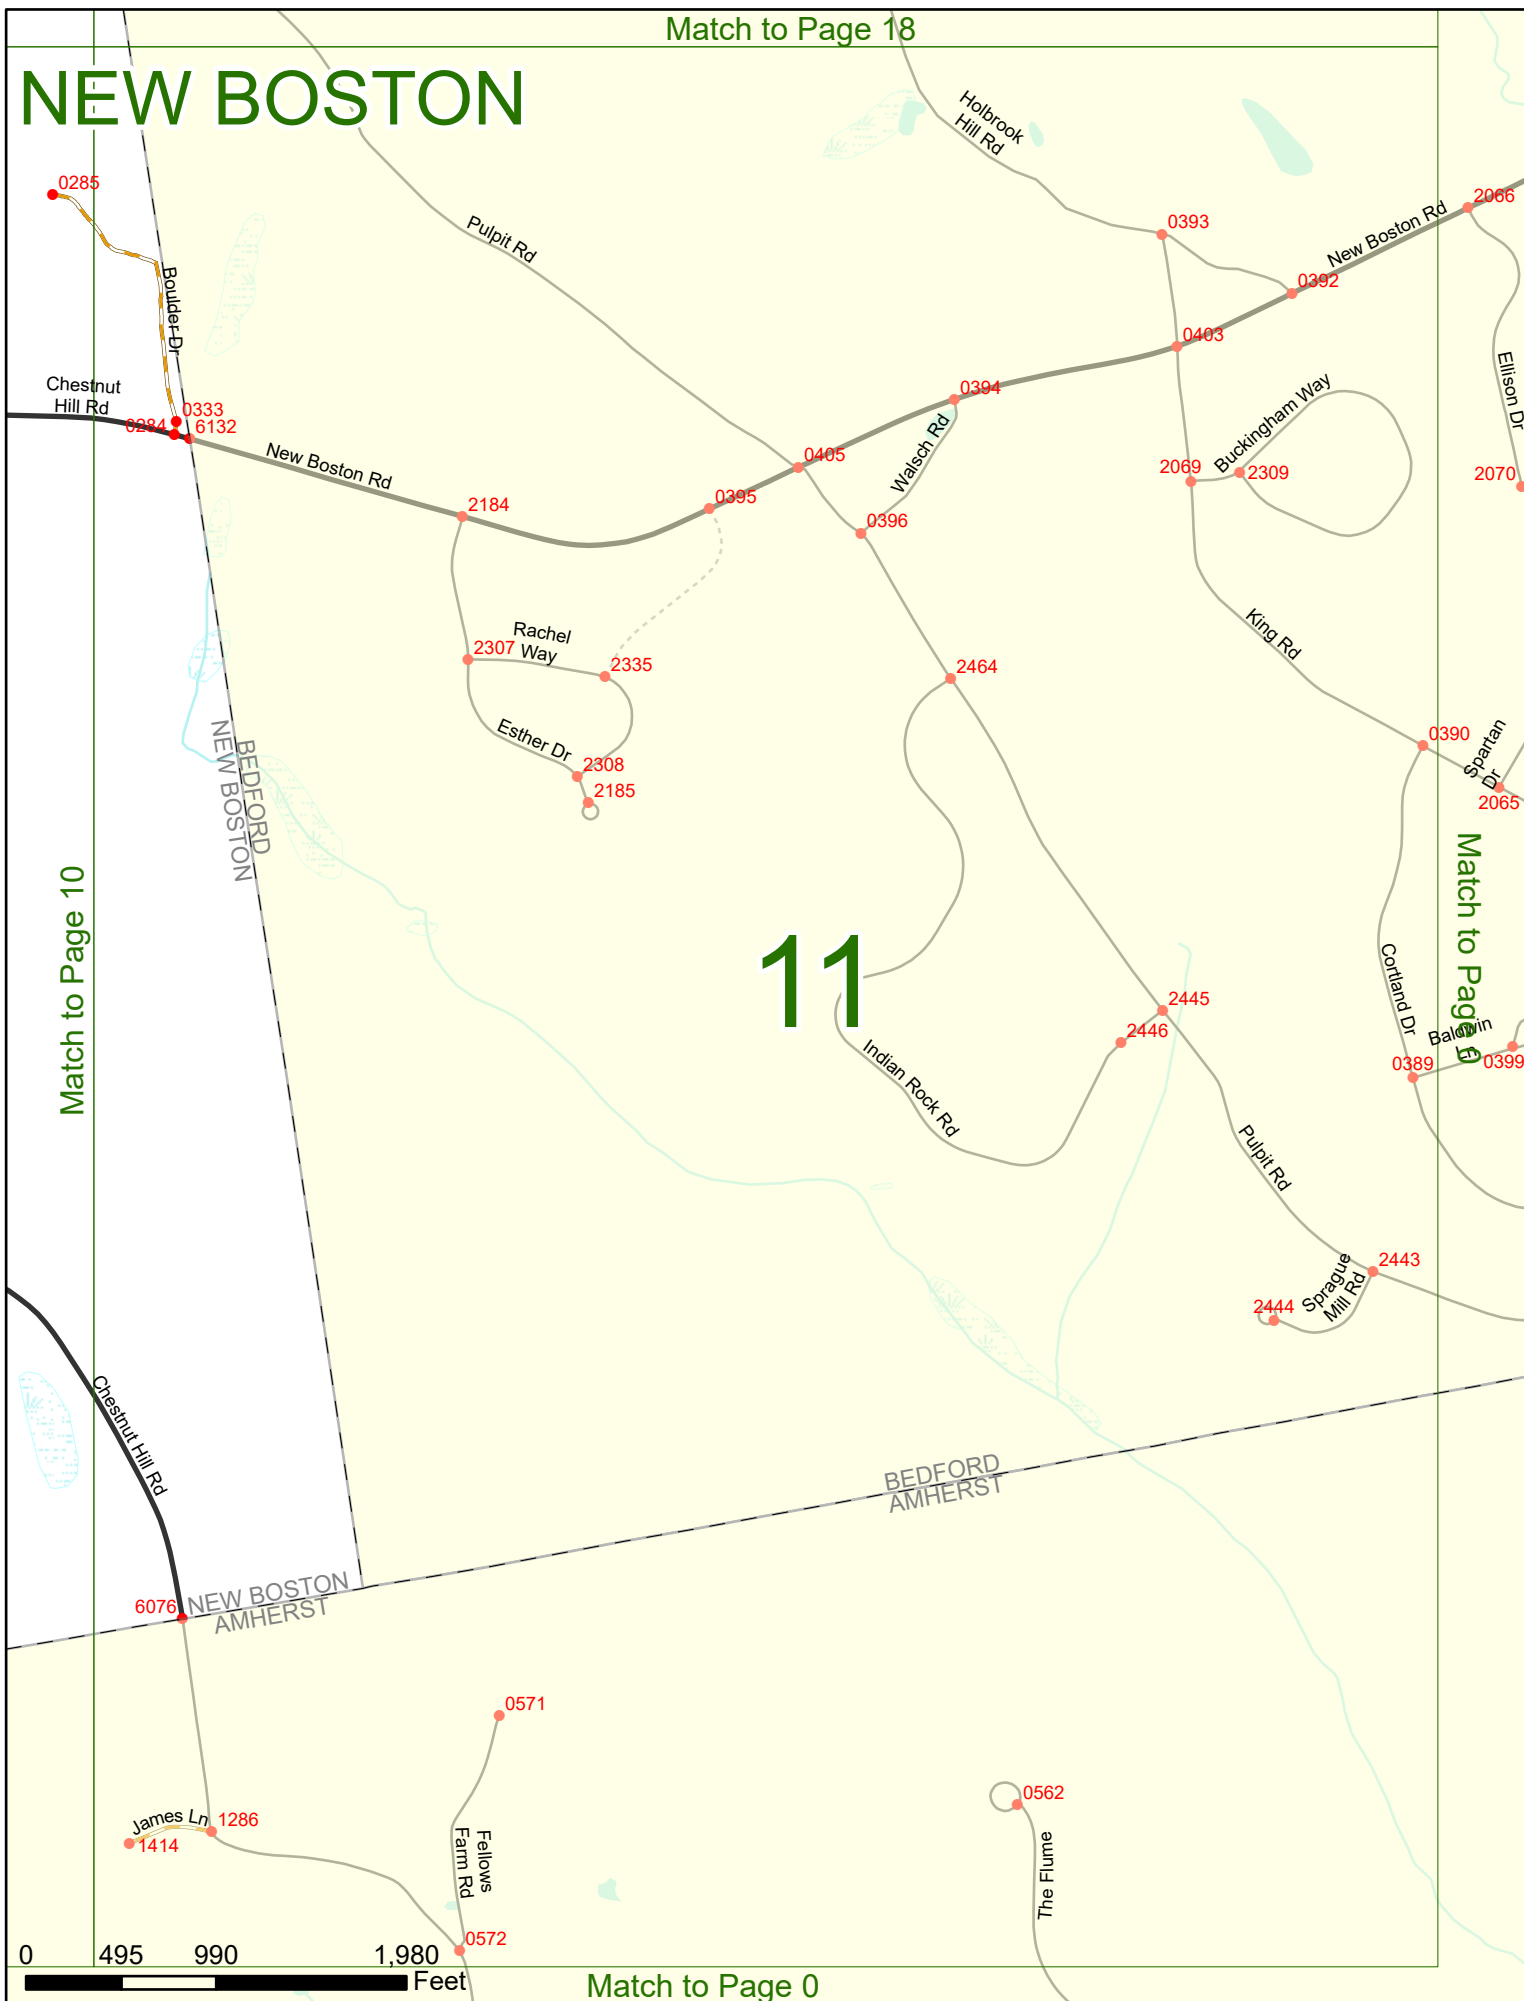 Match to Page 18
NEW BOSTON
Holbrook
Hill Rd
0285
2066
Pulpit Rd
0393
New Boston Rd
0392
Boulder Dr
0403
Ellison Dr
Chestnut
Hill Rd
0394
Buckingham Way
0333
0284
6132
Walsch Rd
New Boston Rd
0405
2069
2309
2070
2184
0395
0396
Rachel
Way
2307
2335
King Rd
2464
Esther Dr
0390
Spartan
Dr
2308
2185
2065
BEDFORD
NEW BOSTON
Match to Page 10
Match to Page 0
11
Cortland Dr
2445
2446
Baldwin
Ln
0399
0389
Indian Rock Rd
Pulpit Rd
2443
Sprague
Mill Rd
2444
Chestnut Hill Rd
BEDFORD
AMHERST
NEW BOSTON
AMHERST
6076
0571
0562
James Ln
1286
1414
Fellows
Farm Rd
The Flume
0572
0 495 990 1,980
Feet
Match to Page 0